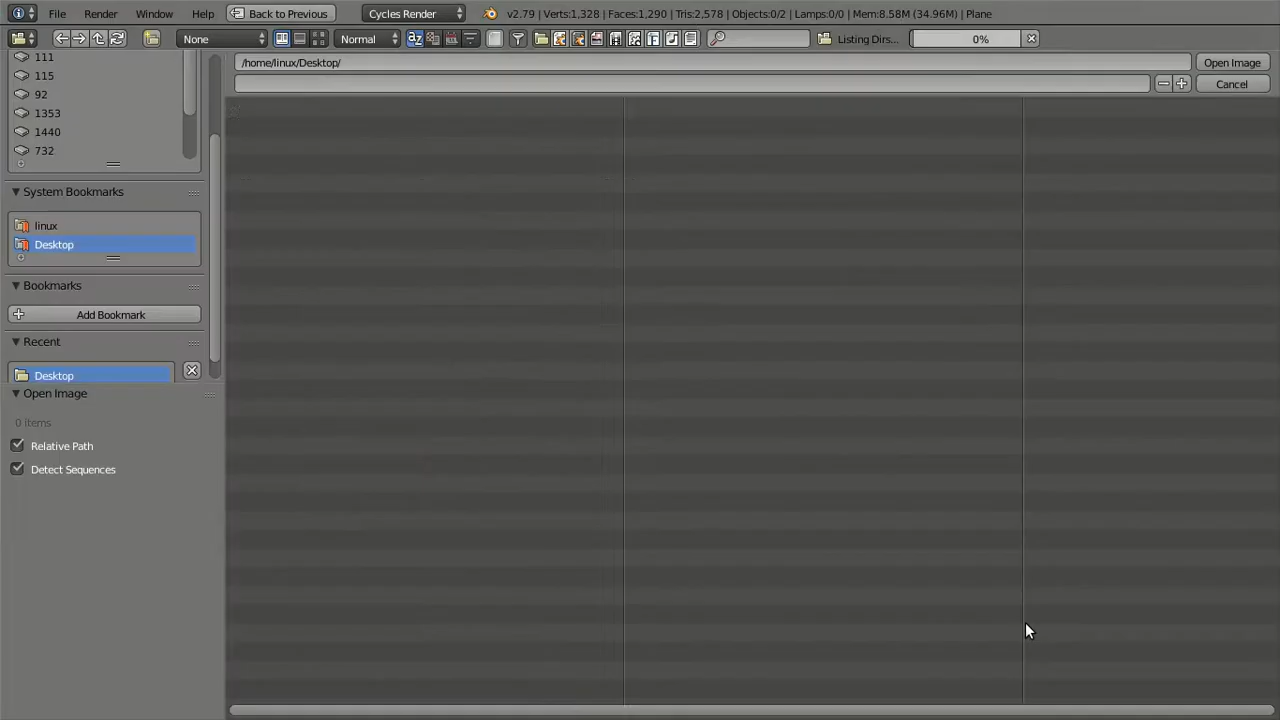 File Render Window Help Back to Previous Cycles Render v2.79 | Verts:1,328 | Faces:1,290 | Tris:2,578 | Objects:0/2 | Lamps:0/0 | Mem:8.58M (34.96M) | Plane
None Normal Listing Dirs... 0%
111
115
92
1353
1440
732
/home/linux/Desktop/ Open Image
Cancel
System Bookmarks
linux
Desktop
Bookmarks
Add Bookmark
Recent
Desktop
Open Image
0 items
Relative Path
Detect Sequences